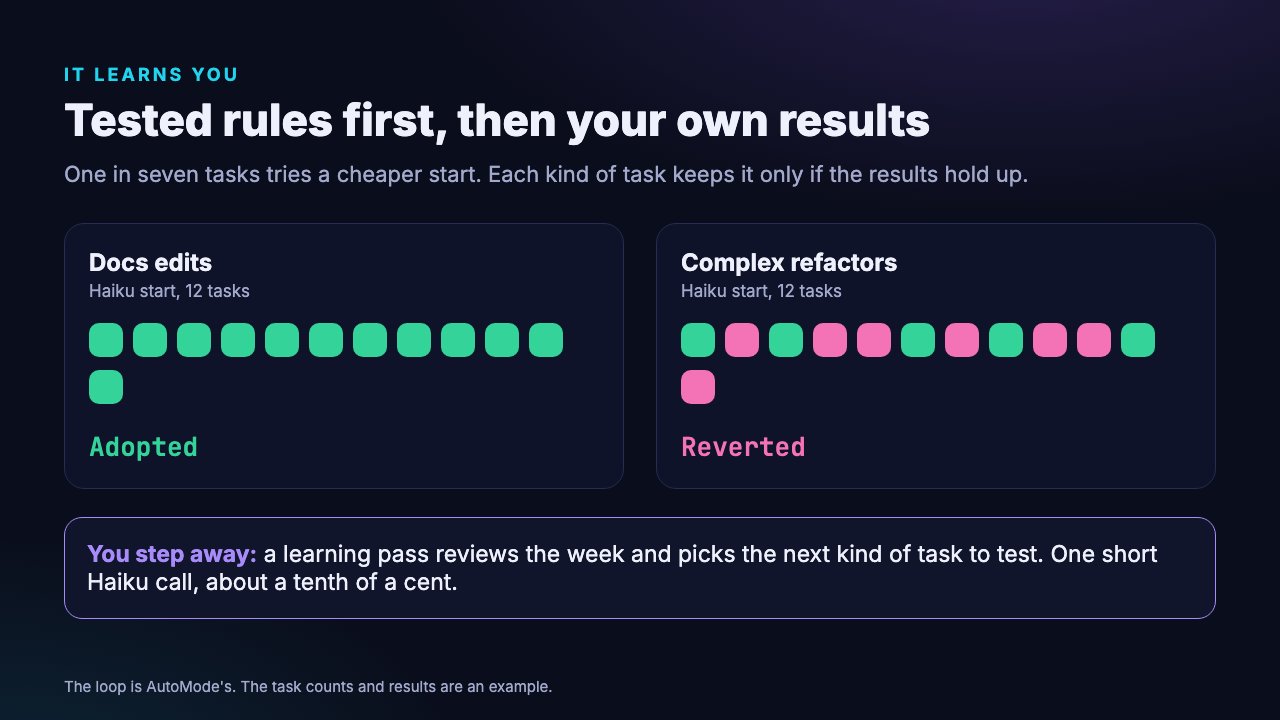 IT LEARNS YOU
Tested rules first, then your own results
One in seven tasks tries a cheaper start. Each kind of task keeps it only if the results hold up.
Docs edits
Haiku start, 12 tasks
Adopted
Complex refactors
Haiku start, 12 tasks
Reverted
You step away: a learning pass reviews the week and picks the next kind of task to test. One short
Haiku call, about a tenth of a cent.
The loop is AutoMode's. The task counts and results are an example.